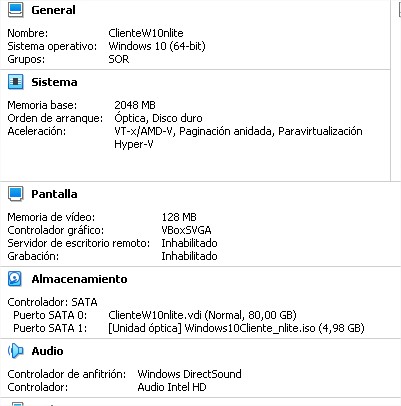 General
Nombre: ClienteW10nlite
Sistema operativo: Windows 10 (64-bit)
Grupos: SOR
Sistema
Memoria base: 2048 MB
Orden de arranque: Óptica, Disco duro
Aceleración: VT-x/AMD-V, Paginación anidada, Paravirtualización
Hyper-V
Pantalla
Memoria de vídeo: 128 MB
Controlador gráfico: VBoxSVGA
Servidor de escritorio remoto: Inhabilitado
Grabación: Inhabilitado
Almacenamiento
Controlador: SATA
Puerto SATA 0: ClienteW10nlite.vdi (Normal, 80,00 GB)
Puerto SATA 1: [Unidad óptica] Windows10Cliente_nlite.iso (4,98 GB)
Audio
Controlador de anfitrión: Windows DirectSound
Controlador: Audio Intel HD